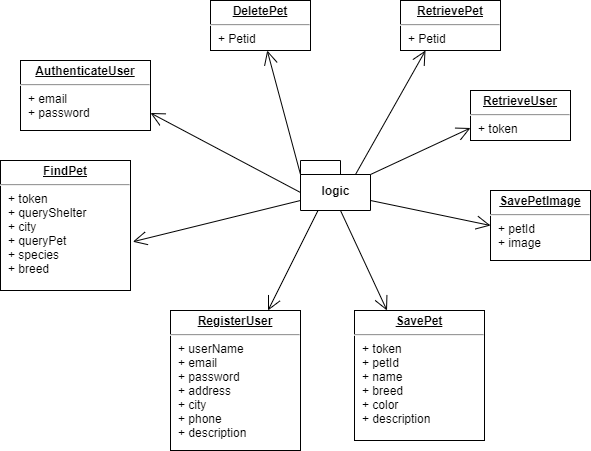 DeletePet
+ Petid
RetrievePet
+ Petid
AuthenticateUser
+ email
+ password
RetrieveUser
+ token
FindPet
+ token
+ queryShelter
+ city
+ queryPet
+ species
+ breed
logic
SavePetImage
+ petId
+ image
RegisterUser
+ userName
+ email
+ password
+ address
+ city
+ phone
+ description
SavePet
+ token
+ petId
+ name
+ breed
+ color
+ description